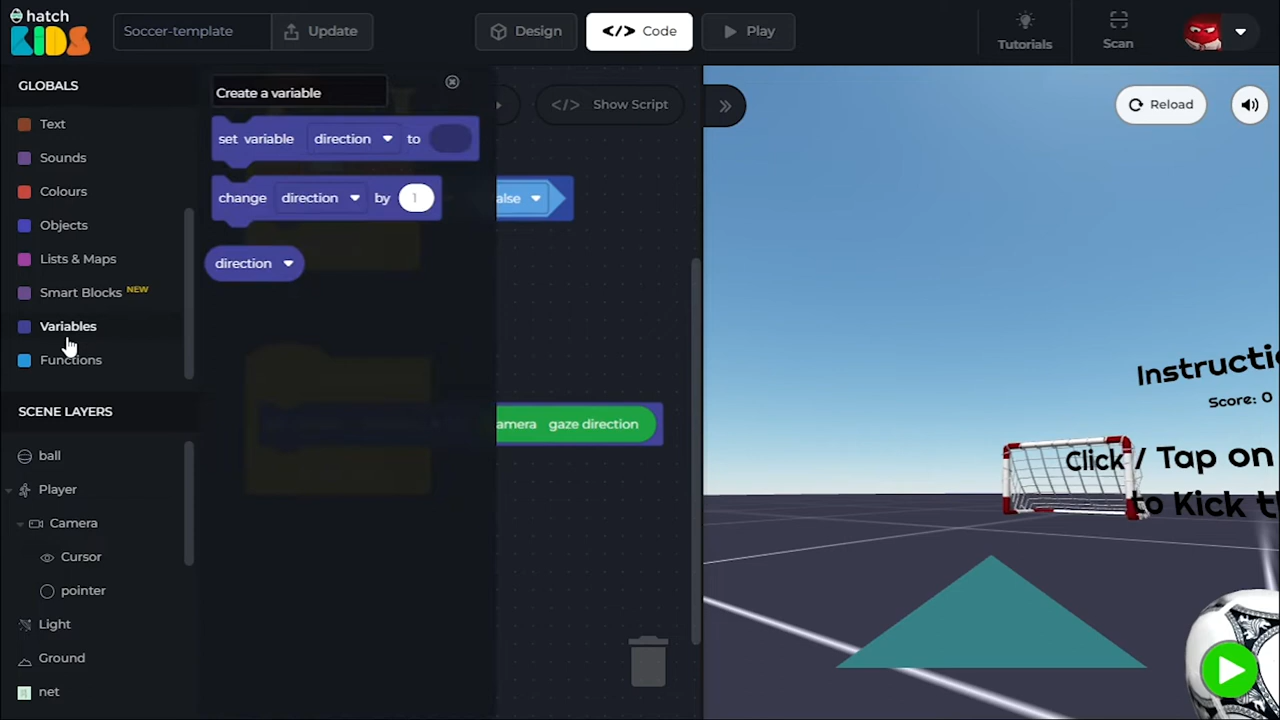 hatch
KIDS
Soccer-template
Update
Design
</> Code
Play
Tutorials
Scan
GLOBALS
Text
Sounds
Colours
Objects
Lists & Maps
Smart Blocks NEW
Variables
Functions
SCENE LAYERS
ball
Player
Camera
Cursor
pointer
Light
Ground
net
Create a variable
set variable direction to
change direction by 1
direction
</> Show Script
alse
amera gaze direction
Reload
Instructi
Score: 0
Click / Tap on
to Kick t